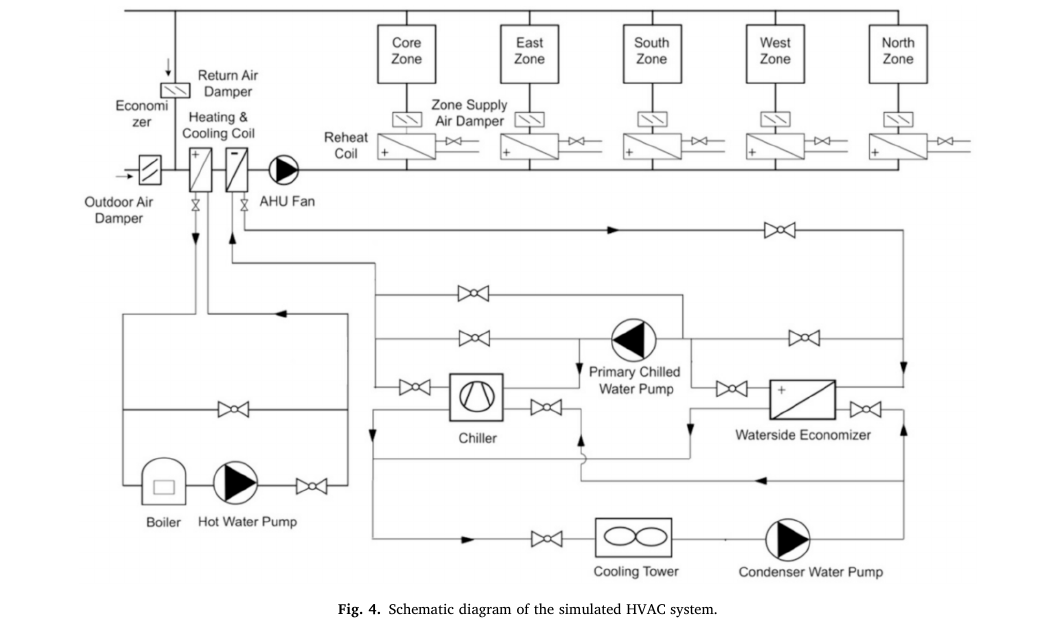 Core
Zone
East
Zone
South
Zone
West
Zone
North
Zone
Return Air
Damper
Economi
zer
Heating &
Cooling Coil
Zone Supply
Air Damper
Reheat
Coil
+
-
+
+
+
+
+
Outdoor Air
Damper
AHU Fan
Primary Chilled
Water Pump
+
Chiller
Waterside Economizer
Boiler
Hot Water Pump
Cooling Tower
Condenser Water Pump
Fig. 4. Schematic diagram of the simulated HVAC system.